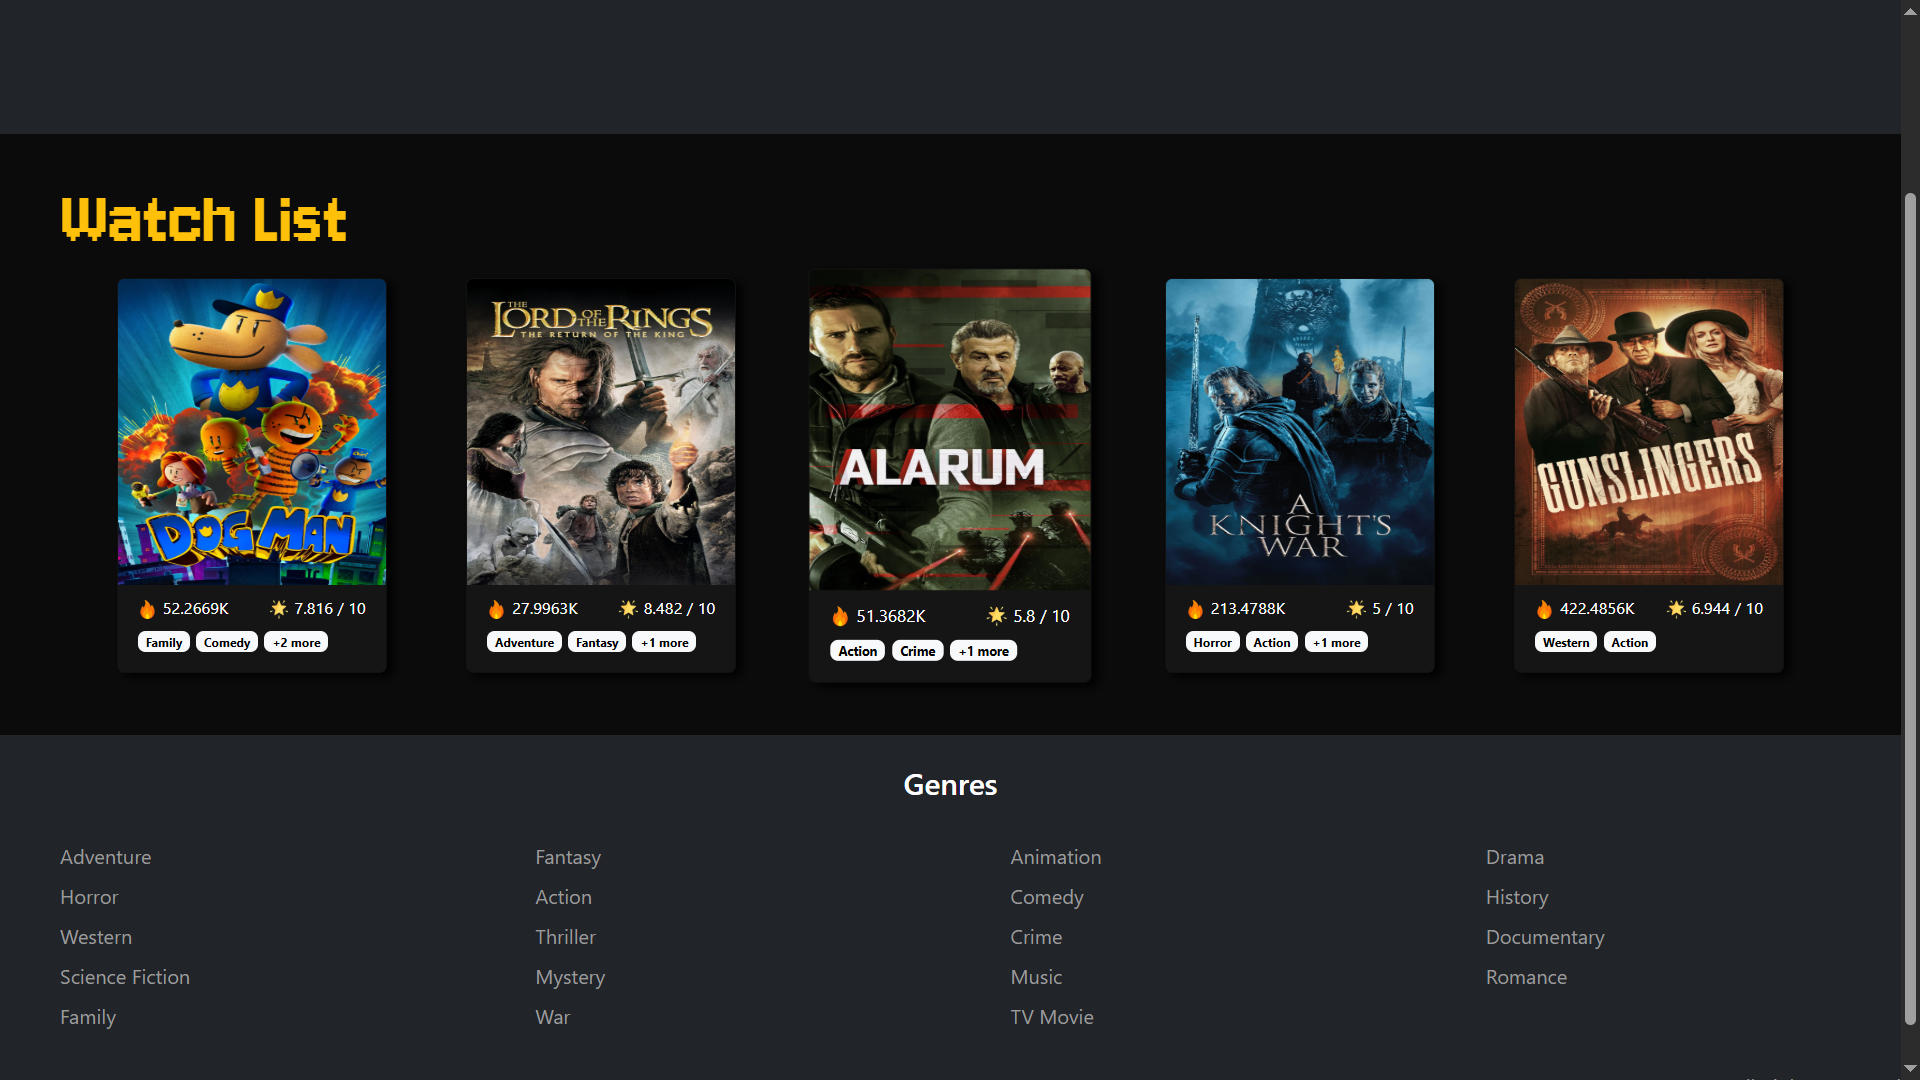 Watch List
DOG MAN
🔥 52.2669K 🌟 7.816 / 10
Family Comedy +2 more
THE
LORD OF THE RINGS
THE RETURN OF THE KING
🔥 27.9963K 🌟 8.482 / 10
Adventure Fantasy +1 more
ALARUM
🔥 51.3682K 🌟 5.8 / 10
Action Crime +1 more
A
KNIGHT'S
WAR
🔥 213.4788K 🌟 5 / 10
Horror Action +1 more
GUNSLINGERS
🔥 422.4856K 🌟 6.944 / 10
Western Action
Genres
Adventure Fantasy Animation Drama
Horror Action Comedy History
Western Thriller Crime Documentary
Science Fiction Mystery Music Romance
Family War TV Movie